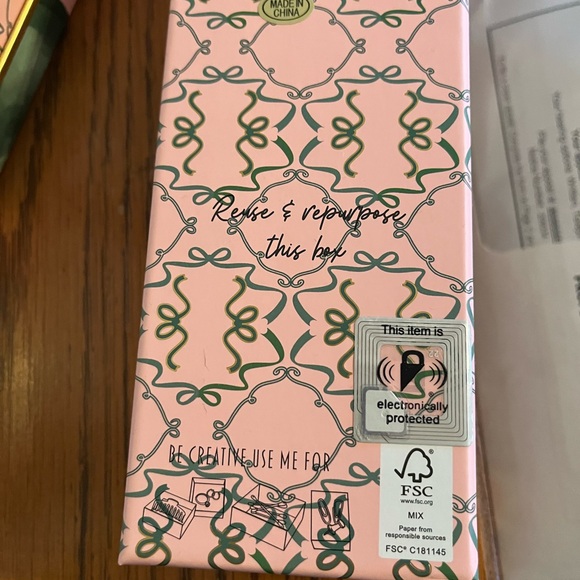 MADE IN
CHINA
Reuse & repurpose
this box
This item is
electronically
protected
BE CREATIVE USE ME FOR
FSC
www.fsc.org
MIX
Paper from
responsible sources
FSC® C181145